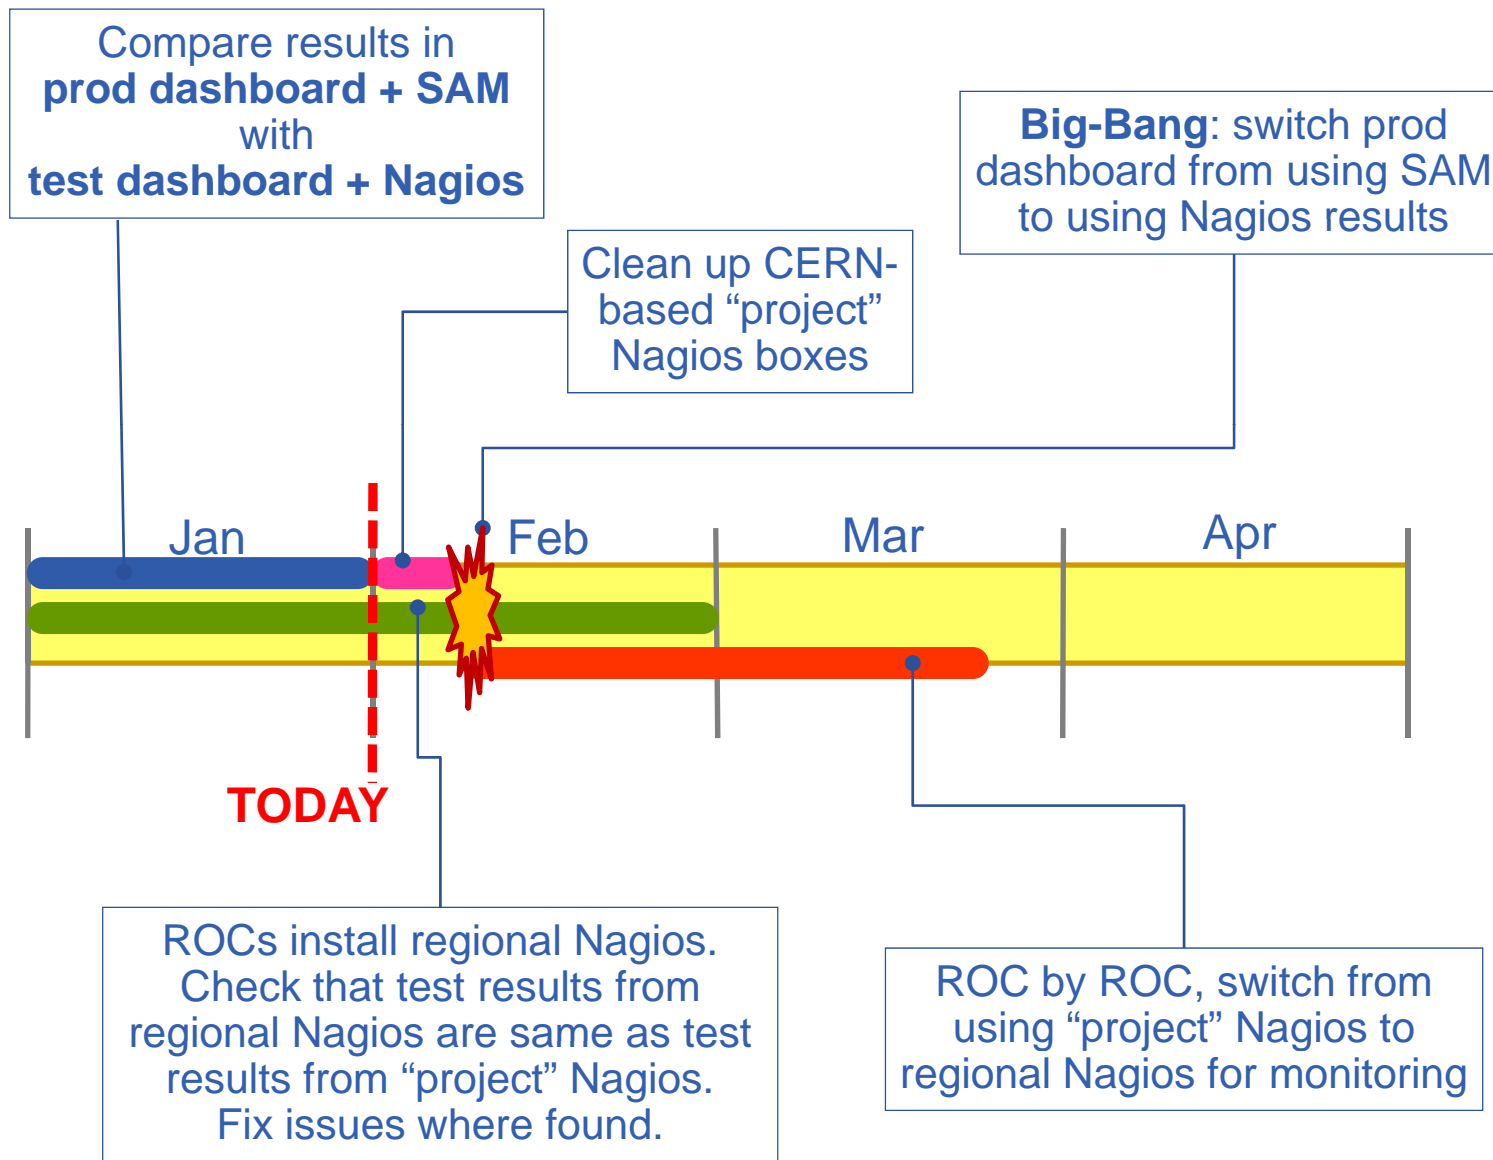 Compare results in
prod dashboard + SAM
with
test dashboard + Nagios
Big-Bang: switch prod
dashboard from using SAM
to using Nagios results
Clean up CERN-
based “project”
Nagios boxes
Jan
Feb
Mar
Apr
TODAY
ROCs install regional Nagios.
Check that test results from
regional Nagios are same as test
results from “project” Nagios.
Fix issues where found.
ROC by ROC, switch from
using “project” Nagios to
regional Nagios for monitoring